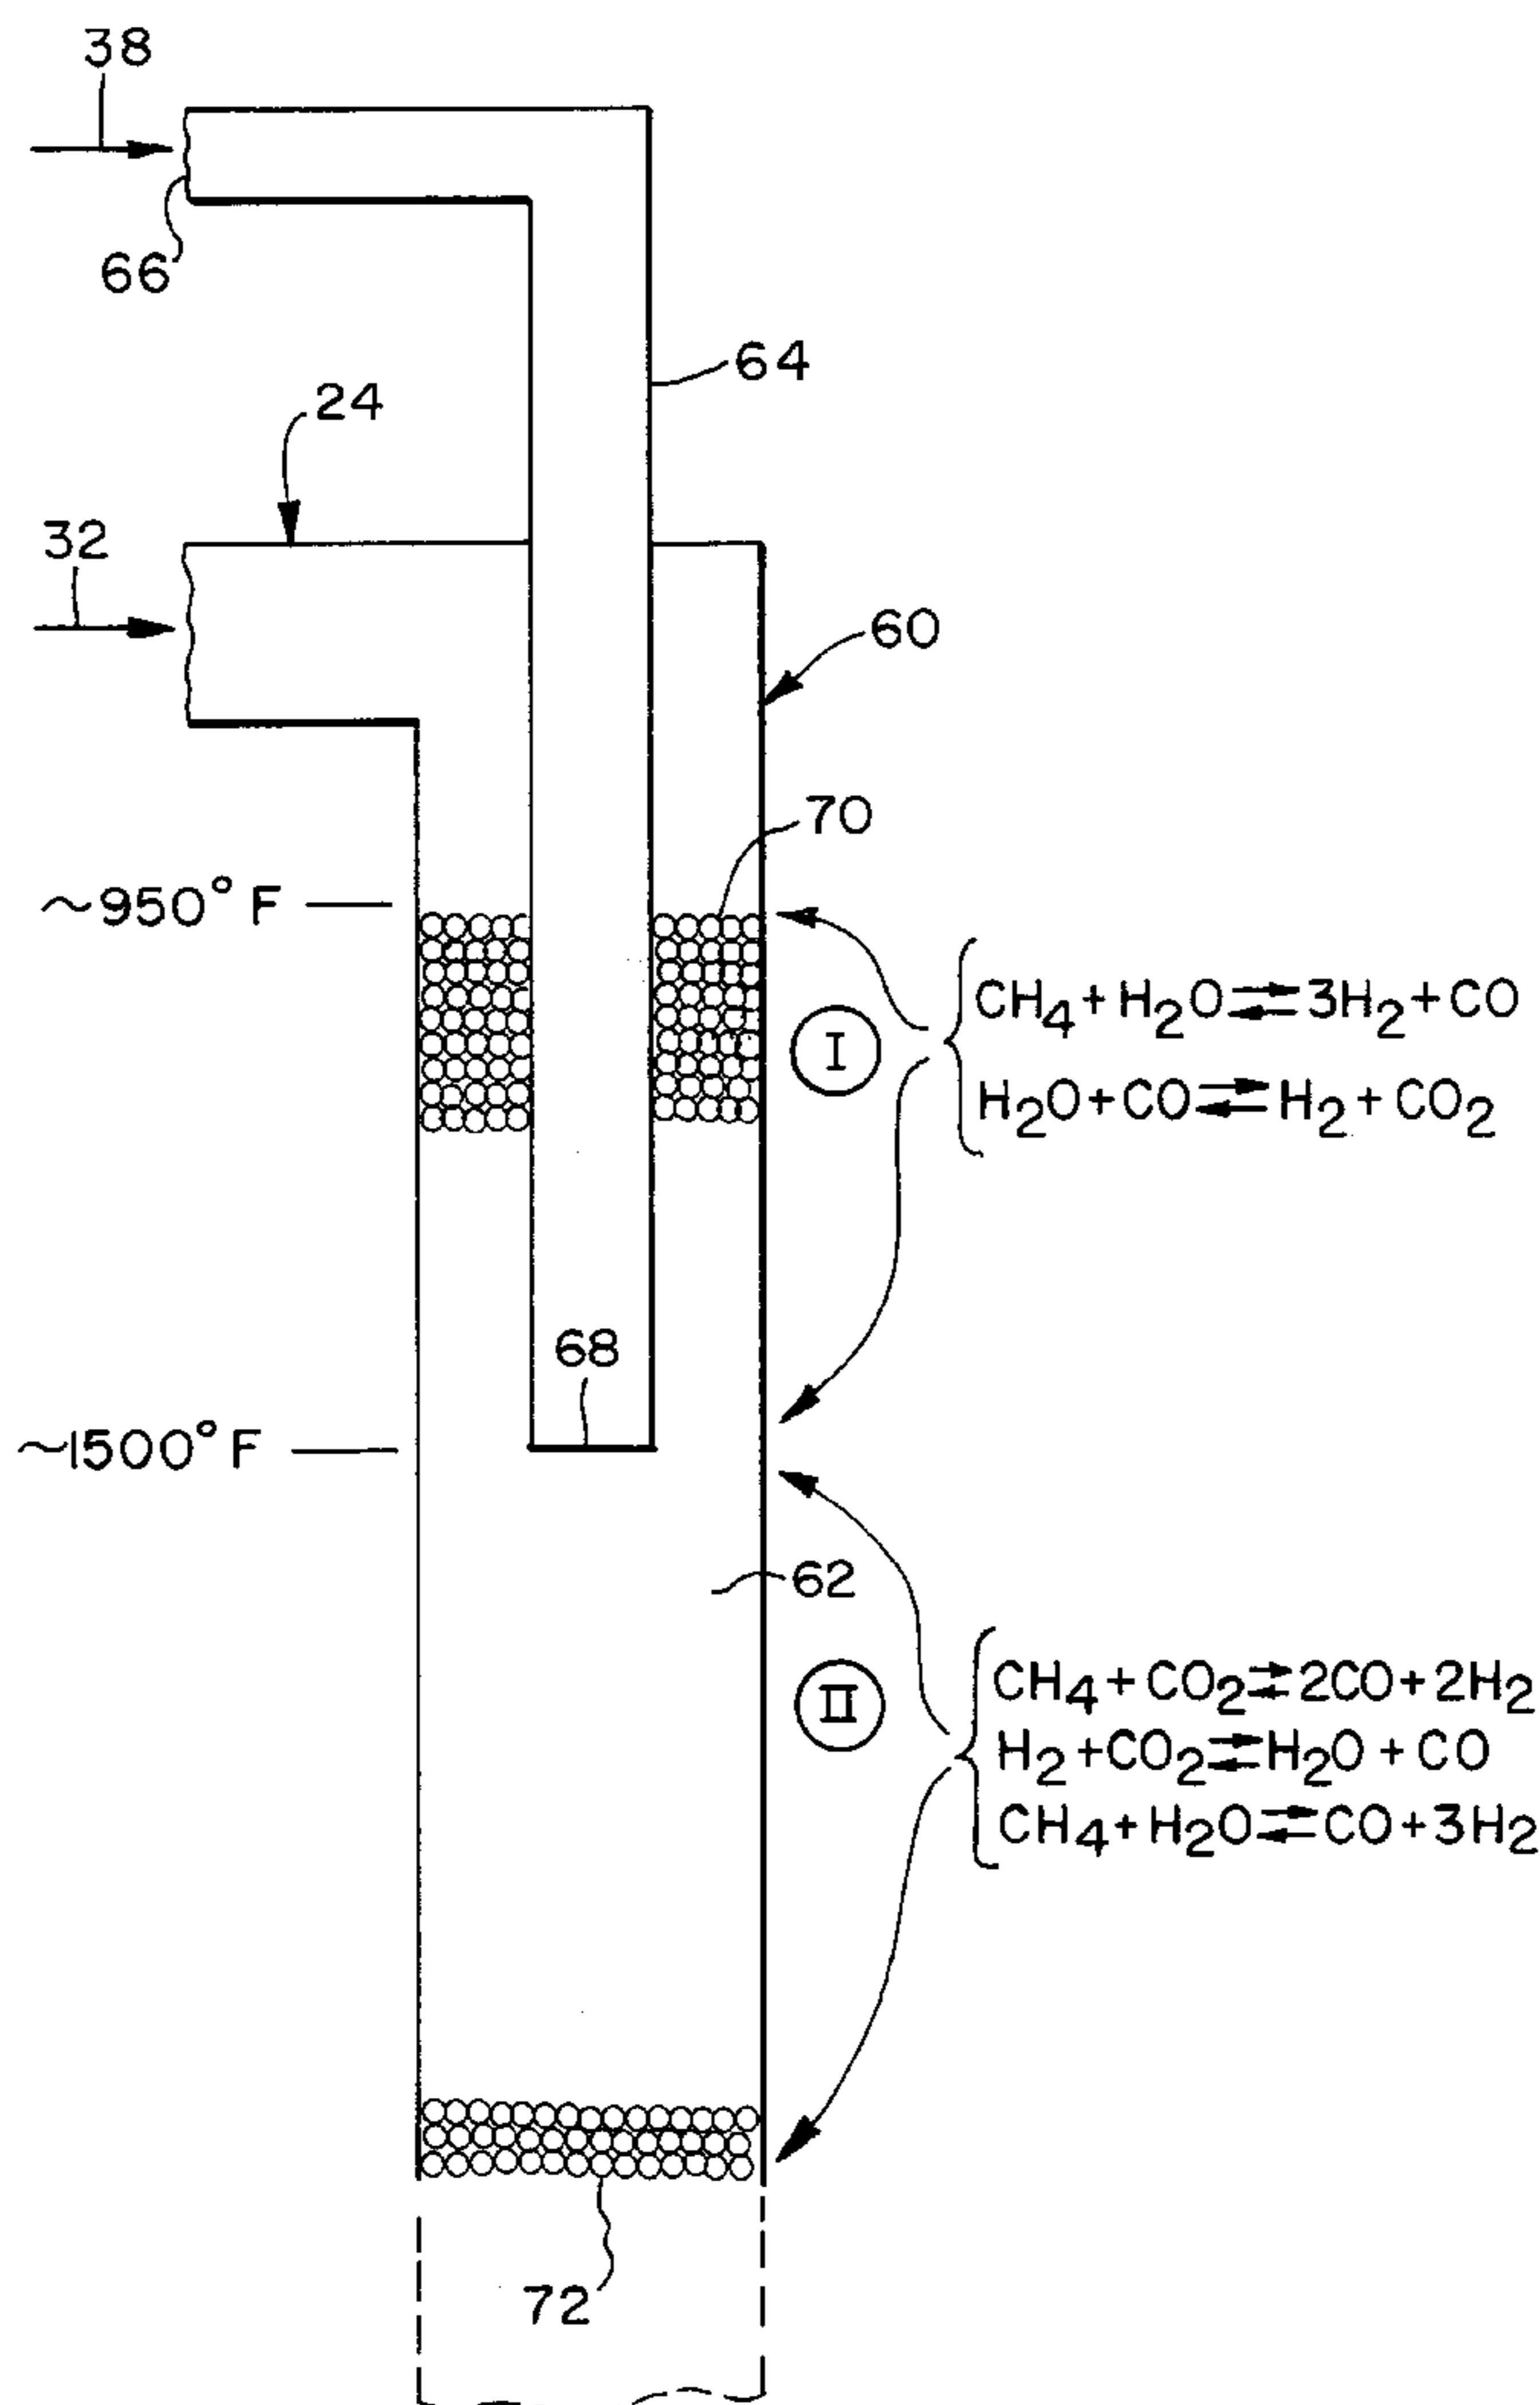 38
66
64
24
32
60
70
~950°F
CH4+H2O⇌3H2+CO
I
H2O+CO⇌H2+CO2
68
~1500°F
62
CH4+CO2⇌2CO+2H2
II
H2+CO2⇌H2O+CO
CH4+H2O⇌CO+3H2
72